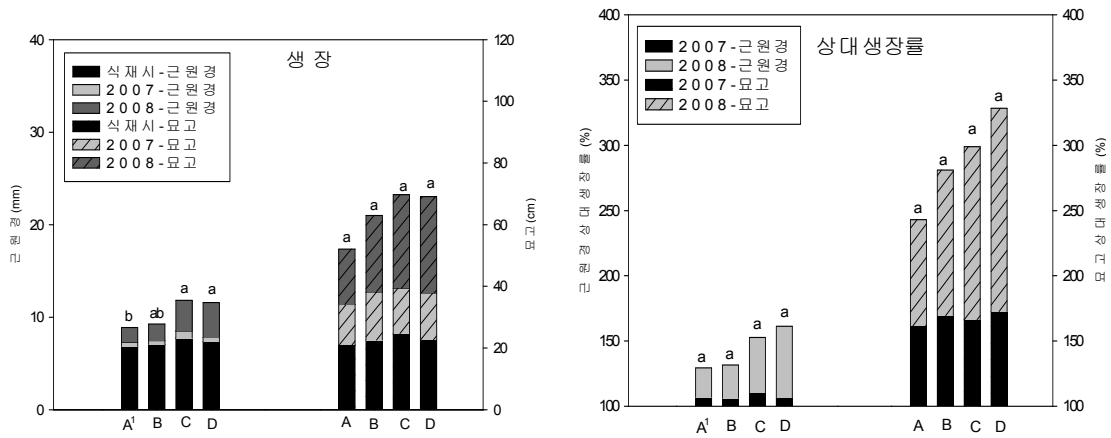 생 장
식재시-근원경
2007-근원경
2008-근원경
식재시-묘고
2007-묘고
2008-묘고
40
30
20
10
0
근원경 (mm)
120
100
80
60
40
20
0
묘고 (cm)
b ab a a
a a a a
A¹ B C D
A B C D
상대생장률
2007-근원경
2008-근원경
2007-묘고
2008-묘고
400
350
300
250
200
150
100
근원경상대생장률 (%)
400
350
300
250
200
150
100
묘고상대생장률 (%)
a a a a
a a a a
A¹ B C D
A B C D